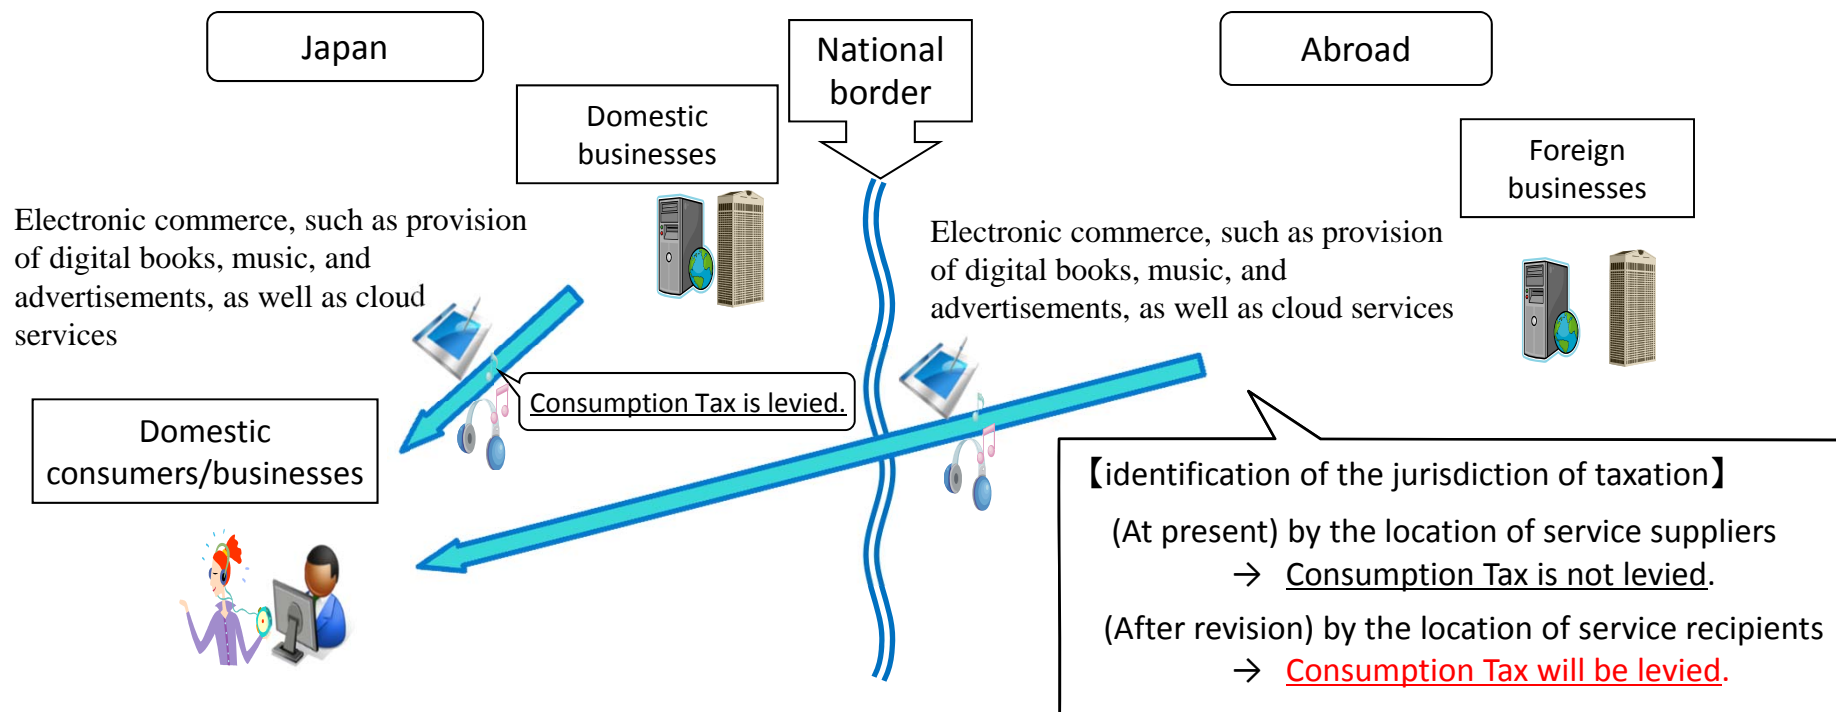 Japan
National
border
Abroad
Domestic
businesses
Foreign
businesses
Electronic commerce, such as provision
of digital books, music, and
advertisements, as well as cloud
services
Electronic commerce, such as provision
of digital books, music, and
advertisements, as well as cloud services
Consumption Tax is levied.
Domestic
consumers/businesses
【identification of the jurisdiction of taxation】
(At present) by the location of service suppliers
→ Consumption Tax is not levied.
(After revision) by the location of service recipients
→ Consumption Tax will be levied.